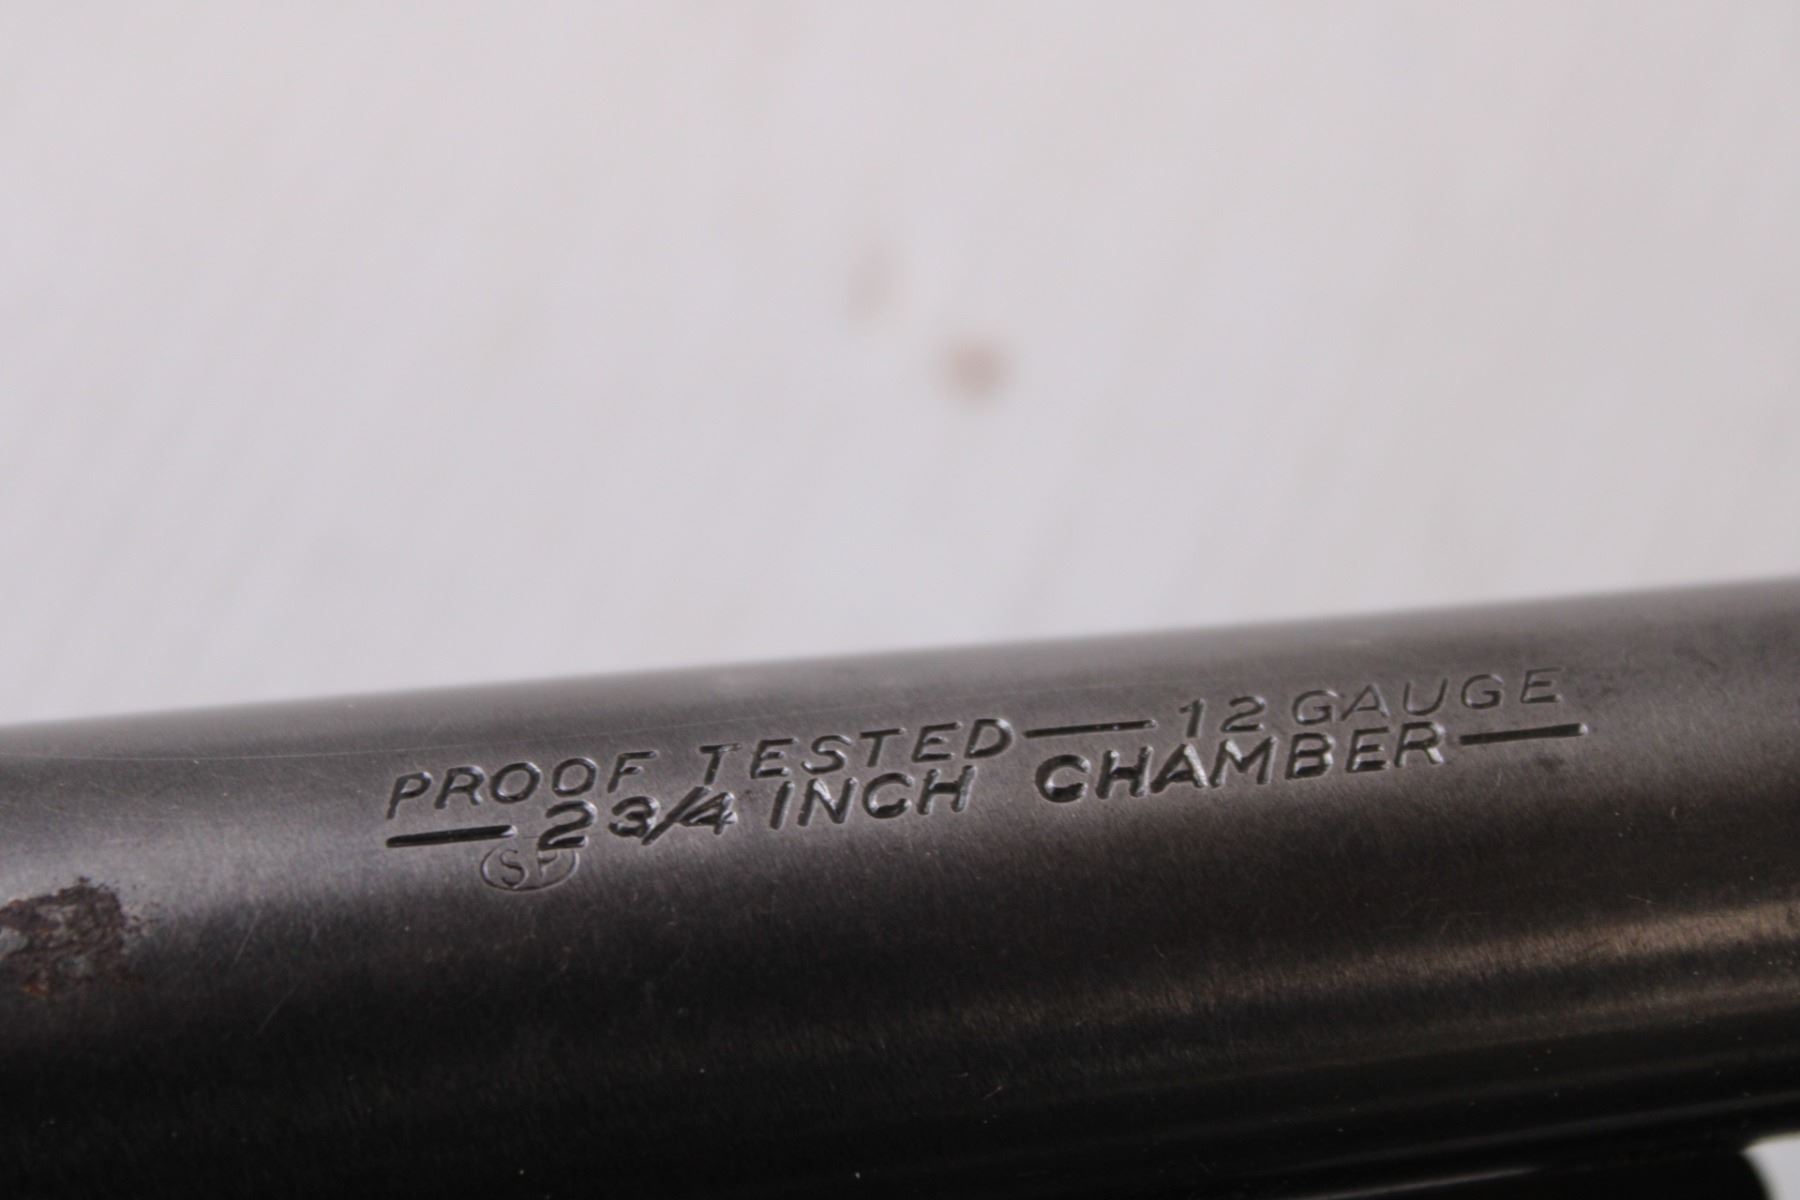 PROOF TESTED—12 GAUGE
—2 3/4 INCH CHAMBER—
SP